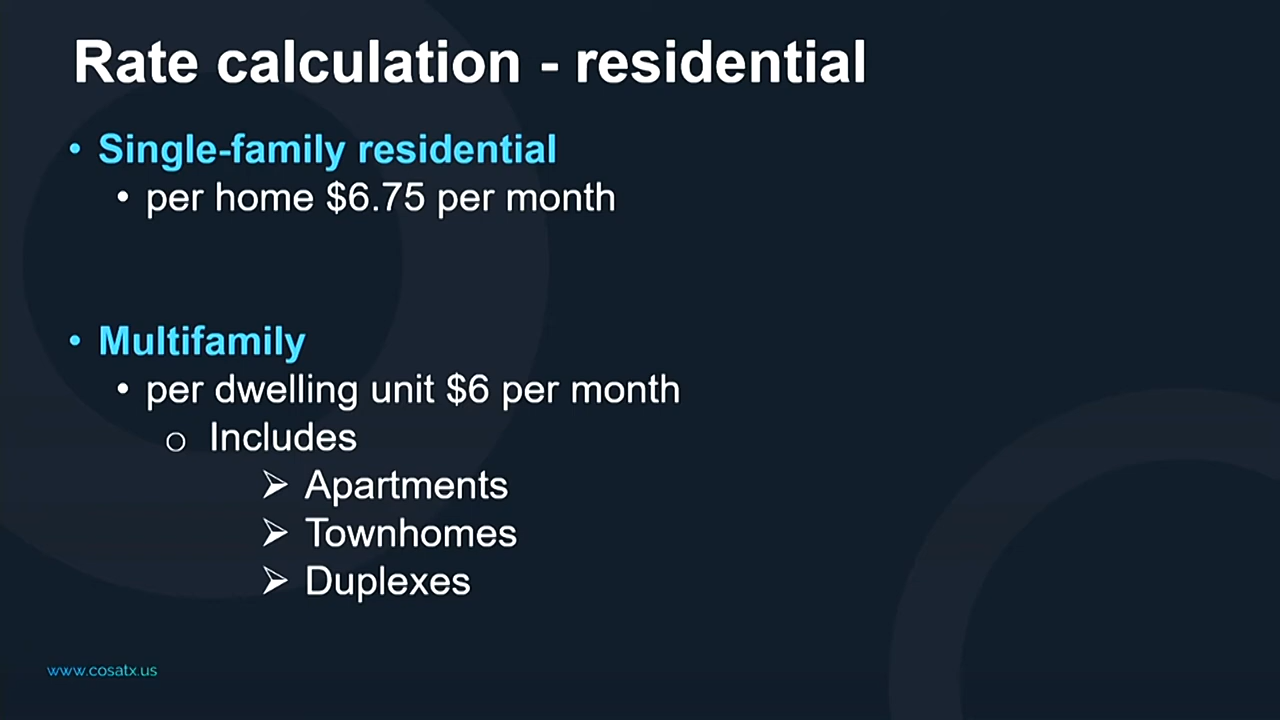 Rate calculation - residential
• Single-family residential
• per home $6.75 per month
• Multifamily
• per dwelling unit $6 per month
o Includes
➢ Apartments
➢ Townhomes
➢ Duplexes
www.cosatx.us